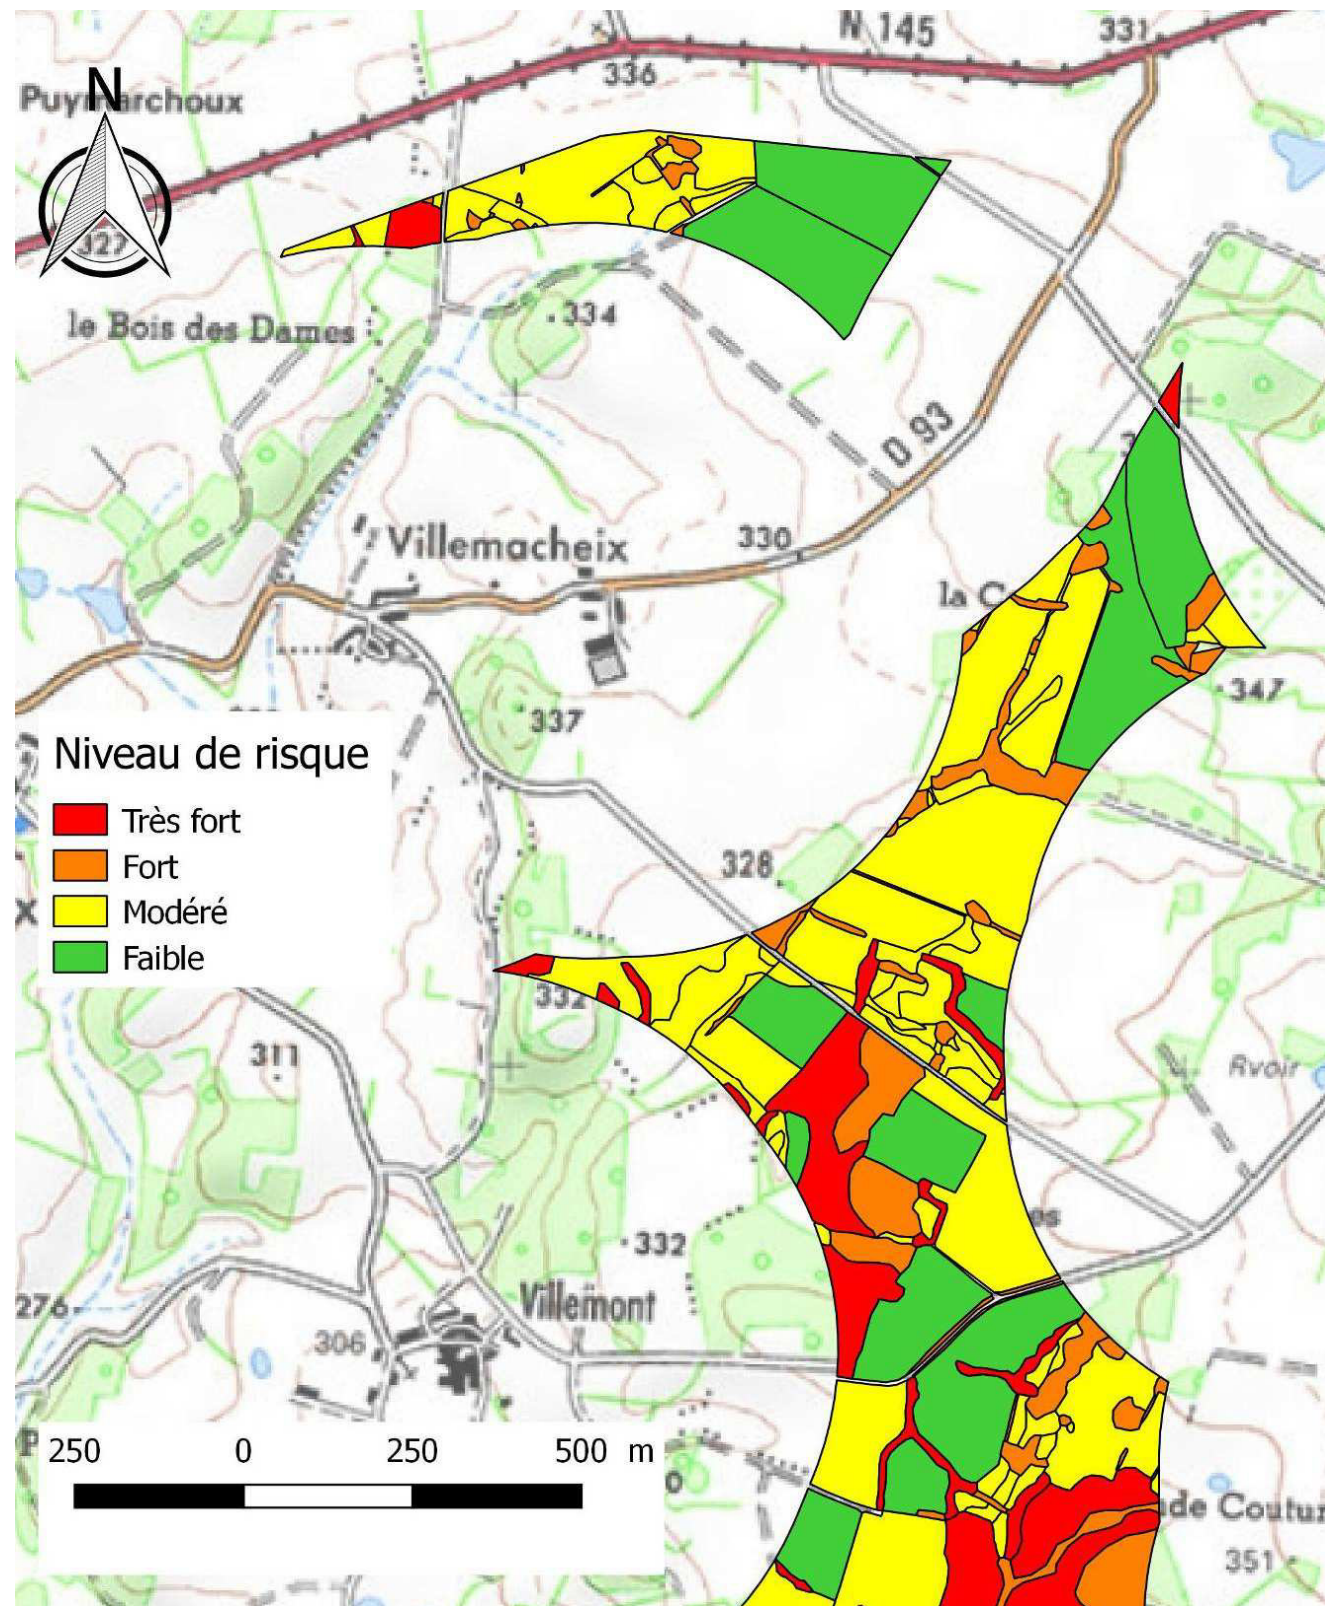 N 145
331
336
Puymarchoux
N
327
le Bois des Dames
334
D 93
Villemacheix
330
la C
347
337
Niveau de risque
Très fort
Fort
Modéré
Faible
328
332
311
Rvoir
es
332
276
Villemont
306
250 0 250 500 m
de Coutur
351